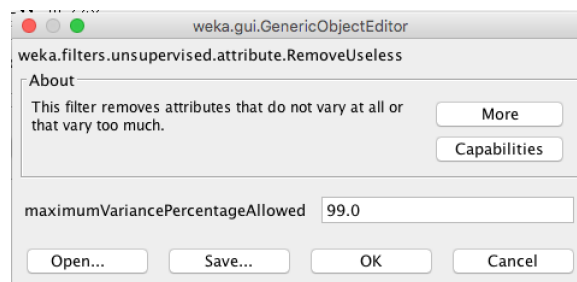 weka.gui.GenericObjectEditor
weka.filters.unsupervised.attribute.RemoveUseless
About
This filter removes attributes that do not vary at all or
that vary too much.
More
Capabilities
maximumVariancePercentageAllowed 99.0
Open... Save... OK Cancel